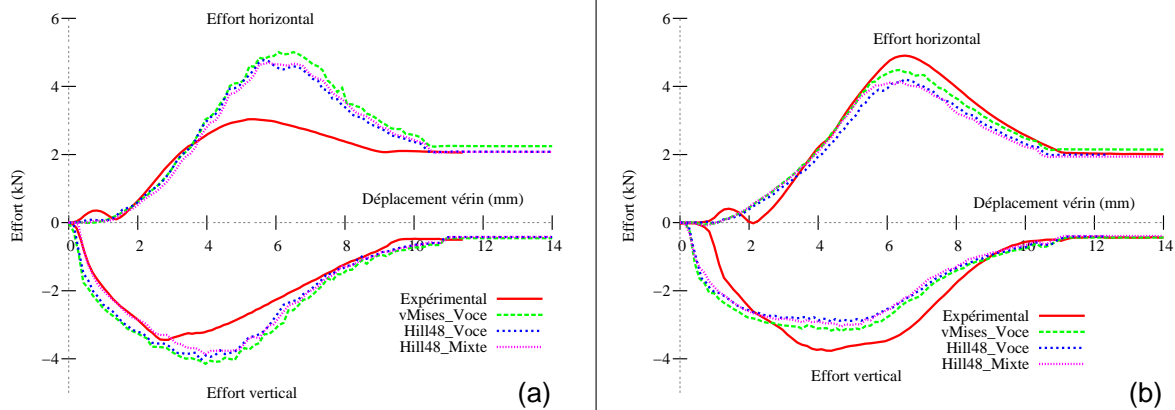 Effort horizontal
6
4
2
0
−2
−4
Effort (kN)
Déplacement vérin (mm)
0 2 4 6 8 10 12 14
Expérimental
vMises_Voce
Hill48_Voce
Hill48_Mixte
Effort vertical
(a)
Effort horizontal
6
4
2
0
−2
−4
Effort (kN)
Déplacement vérin (mm)
0 2 4 6 8 10 12 14
Expérimental
vMises_Voce
Hill48_Voce
Hill48_Mixte
Effort vertical
(b)